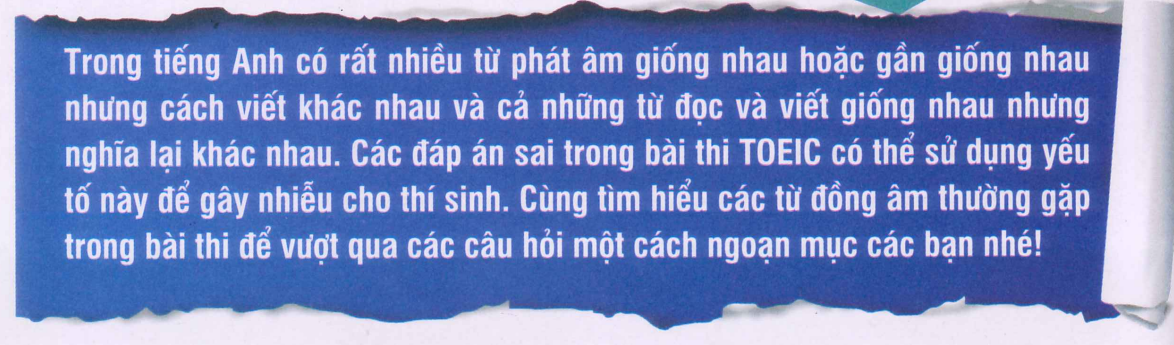 Trong tiếng Anh có rất nhiều từ phát âm giống nhau hoặc gần giống nhau
nhưng cách viết khác nhau và cả những từ đọc và viết giống nhau nhưng
nghĩa lại khác nhau. Các đáp án sai trong bài thi TOEIC có thể sử dụng yếu
tố này để gây nhiễu cho thí sinh. Cùng tìm hiểu các từ đồng âm thường gặp
trong bài thi để vượt qua các câu hỏi một cách ngoạn mục các bạn nhé!